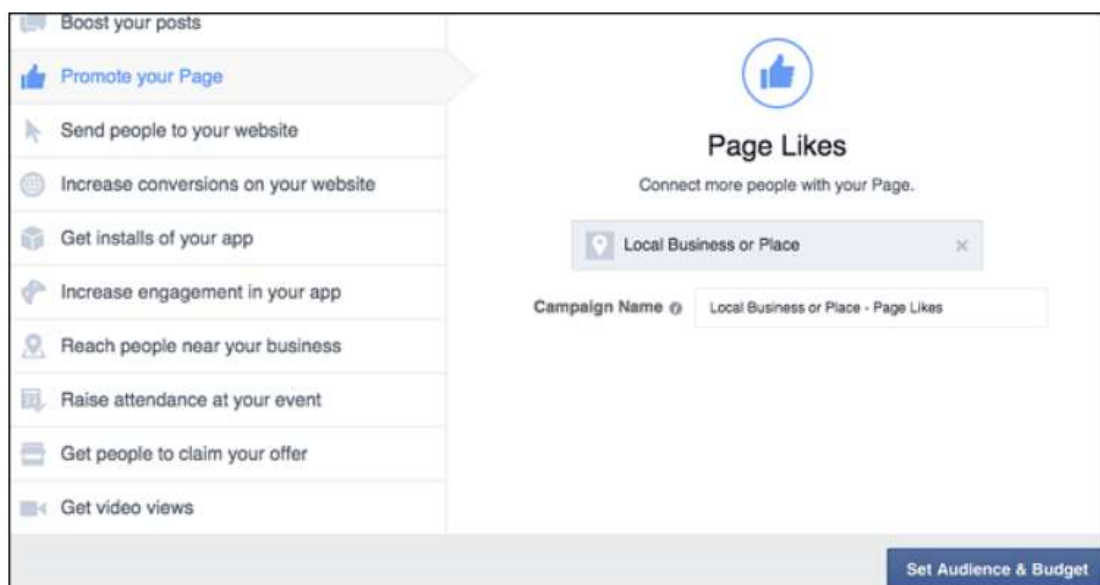 Boost your posts
Promote your Page
Send people to your website
Increase conversions on your website
Get installs of your app
Increase engagement in your app
Reach people near your business
Raise attendance at your event
Get people to claim your offer
Get video views
Page Likes
Connect more people with your Page.
Local Business or Place
Campaign Name Local Business or Place - Page Likes
Set Audience & Budget